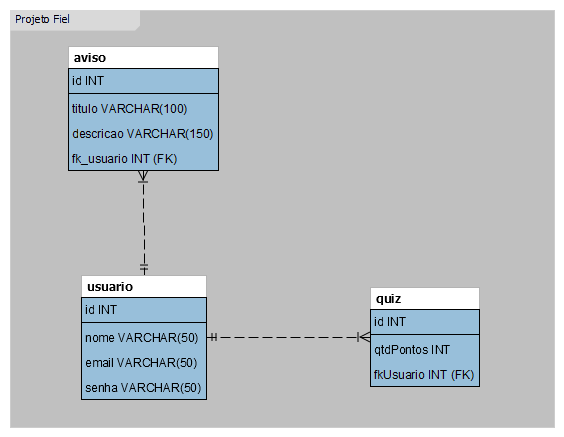 Projeto Fiel
aviso
id INT
titulo VARCHAR(100)
descricao VARCHAR(150)
fk_usuario INT (FK)
usuario
id INT
nome VARCHAR(50)
email VARCHAR(50)
senha VARCHAR(50)
quiz
id INT
qtdPontos INT
fkUsuario INT (FK)